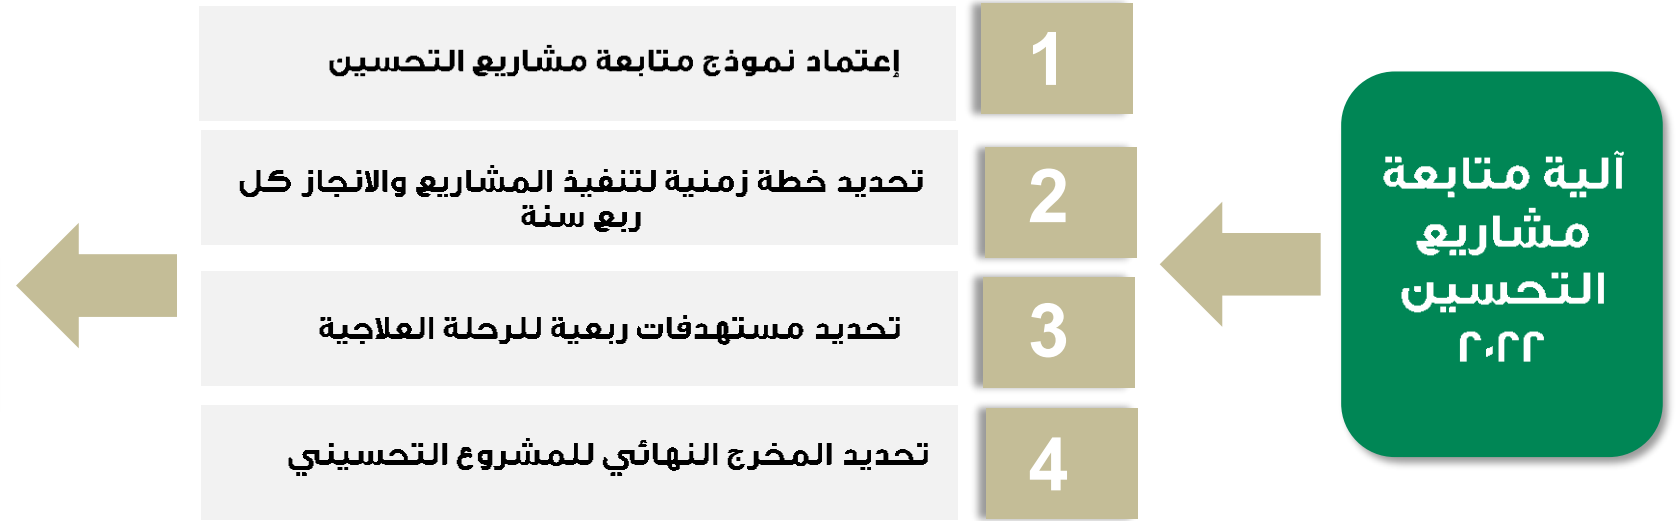 آلية متابعة
مشاريع
التحسين
٢٠٢٢
1
إعتماد نموذج متابعة مشاريع التحسين
2
تحديد خطة زمنية لتنفيذ المشاريع والانجاز كل
ربع سنة
3
تحديد مستهدفات ربعية للرحلة العلاجية
4
تحديد المخرج النهائي للمشروع التحسيني